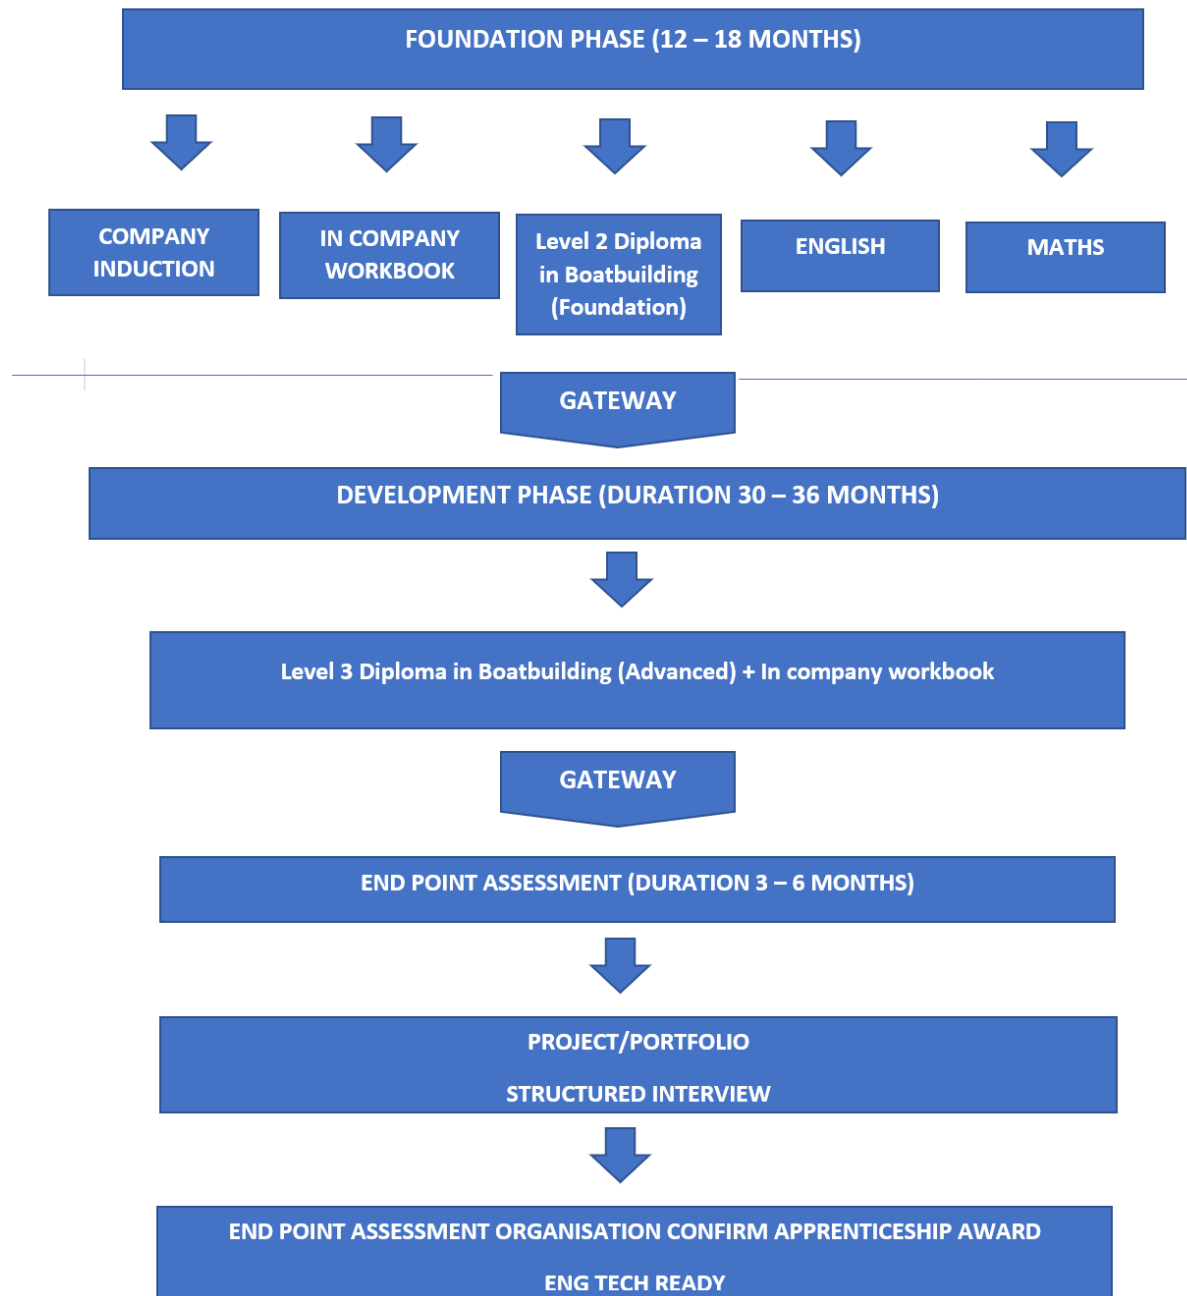 FOUNDATION PHASE (12 – 18 MONTHS)
COMPANY
INDUCTION
IN COMPANY
WORKBOOK
Level 2 Diploma
in Boatbuilding
(Foundation)
ENGLISH
MATHS
GATEWAY
DEVELOPMENT PHASE (DURATION 30 – 36 MONTHS)
Level 3 Diploma in Boatbuilding (Advanced) + In company workbook
GATEWAY
END POINT ASSESSMENT (DURATION 3 – 6 MONTHS)
PROJECT/PORTFOLIO
STRUCTURED INTERVIEW
END POINT ASSESSMENT ORGANISATION CONFIRM APPRENTICESHIP AWARD
ENG TECH READY